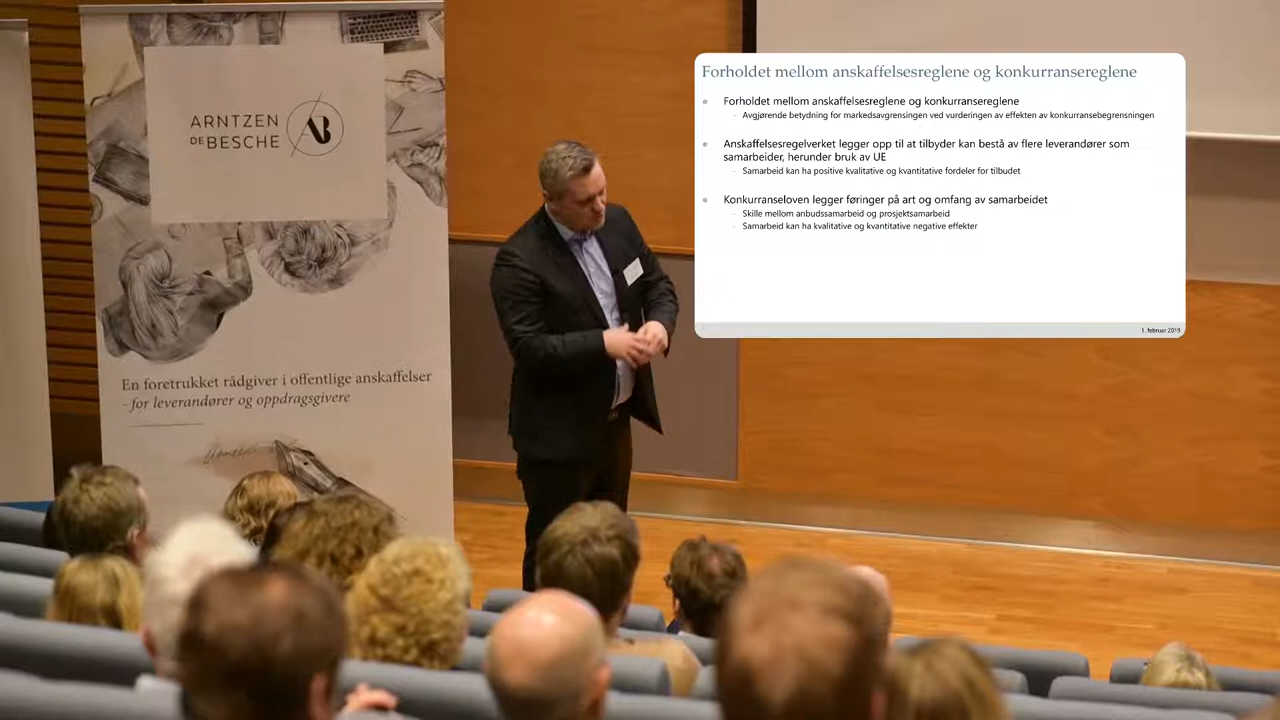 ARNTZEN
DE BESCHE
En foretrukket rådgiver i offentlige anskaffelser
- for leverandører og oppdragsgivere
Forholdet mellom anskaffelsesreglene og konkurransereglene
Forholdet mellom anskaffelsesreglene og konkurransereglene
Avgjørende betydning for markedsavgrensingen ved vurderingen av effekten av konkurransebegrensningen
Anskaffelsesregelverket legger opp til at tilbyder kan bestå av flere leverandører som
samarbeider, herunder bruk av UE
Samarbeid kan ha positive kvalitative og kvantitative fordeler for tilbudet
Konkurranseloven legger føringer på art og omfang av samarbeidet
Skille mellom anbudssamarbeid og prosjektsamarbeid
Samarbeid kan ha kvalitative og kvantitative negative effekter
1. februar 2019